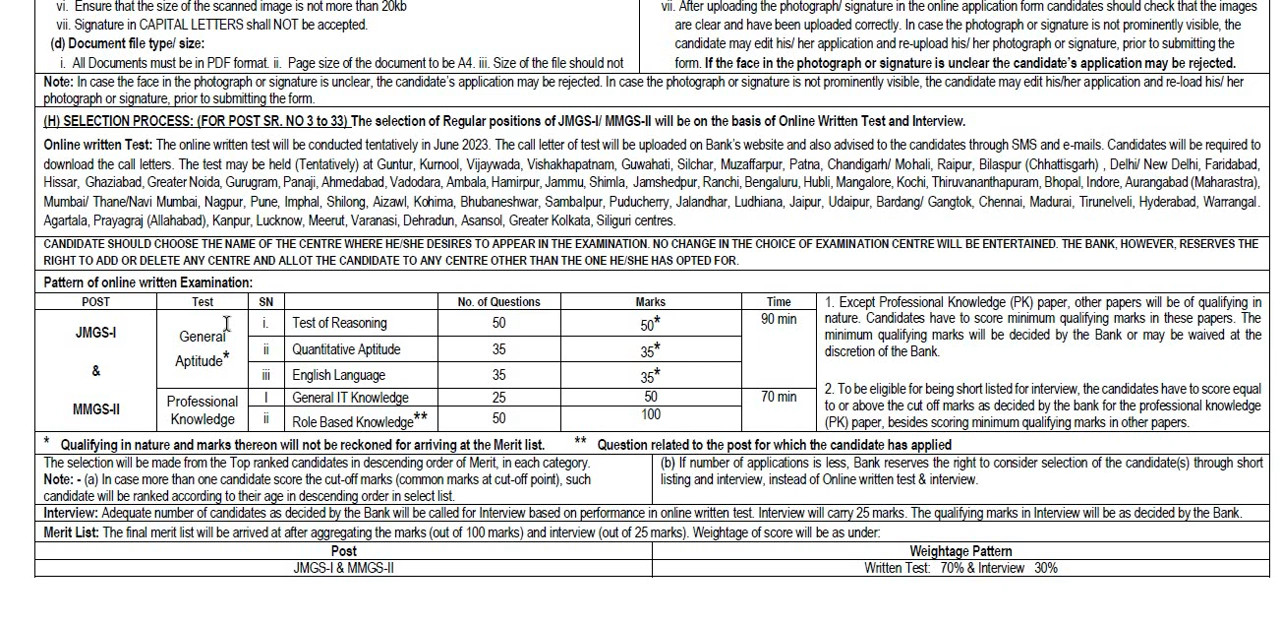 vi. Ensure that the size of the scanned image is not more than 20kb
vii. Signature in CAPITAL LETTERS shall NOT be accepted.
(d) Document file type/ size:
i. All Documents must be in PDF format. ii. Page size of the document to be A4. iii. Size of the file should not
vii. After uploading the photograph/ signature in the online application form candidates should check that the images
are clear and have been uploaded correctly. In case the photograph or signature is not prominently visible, the
candidate may edit his/ her application and re-upload his/ her photograph or signature, prior to submitting the
form. If the face in the photograph or signature is unclear the candidate's application may be rejected.
Note: In case the face in the photograph or signature is unclear, the candidate's application may be rejected. In case the photograph or signature is not prominently visible, the candidate may edit his/her application and re-load his/ her
photograph or signature, prior to submitting the form.
(H) SELECTION PROCESS: (FOR POST SR. NO 3 to 33) The selection of Regular positions of JMGS-I/ MMGS-II will be on the basis of Online Written Test and Interview.
Online written Test: The online written test will be conducted tentatively in June 2023. The call letter of test will be uploaded on Bank's website and also advised to the candidates through SMS and e-mails. Candidates will be required to
download the call letters. The test may be held (Tentatively) at Guntur, Kurnool, Vijaywada, Vishakhapatnam, Guwahati, Silchar, Muzaffarpur, Patna, Chandigarh/ Mohali, Raipur, Bilaspur (Chhattisgarh) , Delhi/ New Delhi, Faridabad,
Hissar, Ghaziabad, Greater Noida, Gurugram, Panaji, Ahmedabad, Vadodara, Ambala, Hamirpur, Jammu, Shimla, Jamshedpur, Ranchi, Bengaluru, Hubli, Mangalore, Kochi, Thiruvananthapuram, Bhopal, Indore, Aurangabad (Maharastra),
Mumbai/ Thane/Navi Mumbai, Nagpur, Pune, Imphal, Shilong, Aizawl, Kohima, Bhubaneshwar, Sambalpur, Puducherry, Jalandhar, Ludhiana, Jaipur, Udaipur, Bardang/ Gangtok, Chennai, Madurai, Tirunelveli, Hyderabad, Warrangal.
Agartala, Prayagraj (Allahabad), Kanpur, Lucknow, Meerut, Varanasi, Dehradun, Asansol, Greater Kolkata, Siliguri centres.
CANDIDATE SHOULD CHOOSE THE NAME OF THE CENTRE WHERE HE/SHE DESIRES TO APPEAR IN THE EXAMINATION. NO CHANGE IN THE CHOICE OF EXAMINATION CENTRE WILL BE ENTERTAINED. THE BANK, HOWEVER, RESERVES THE
RIGHT TO ADD OR DELETE ANY CENTRE AND ALLOT THE CANDIDATE TO ANY CENTRE OTHER THAN THE ONE HE/SHE HAS OPTED FOR.
Pattern of online written Examination:
POST Test SN No. of Questions Marks Time
JMGS-I
&
MMGS-II
General
Aptitude*
i. Test of Reasoning 50 50* 90 min
ii Quantitative Aptitude 35 35*
iii English Language 35 35*
Professional
Knowledge
I General IT Knowledge 25 50 70 min
ii Role Based Knowledge** 50 100
1. Except Professional Knowledge (PK) paper, other papers will be of qualifying in
nature. Candidates have to score minimum qualifying marks in these papers. The
minimum qualifying marks will be decided by the Bank or may be waived at the
discretion of the Bank.
2. To be eligible for being short listed for interview, the candidates have to score equal
to or above the cut off marks as decided by the bank for the professional knowledge
(PK) paper, besides scoring minimum qualifying marks in other papers.
* Qualifying in nature and marks thereon will not be reckoned for arriving at the Merit list. ** Question related to the post for which the candidate has applied
The selection will be made from the Top ranked candidates in descending order of Merit, in each category.
Note: - (a) In case more than one candidate score the cut-off marks (common marks at cut-off point), such
candidate will be ranked according to their age in descending order in select list.
(b) If number of applications is less, Bank reserves the right to consider selection of the candidate(s) through short
listing and interview, instead of Online written test & interview.
Interview: Adequate number of candidates as decided by the Bank will be called for Interview based on performance in online written test. Interview will carry 25 marks. The qualifying marks in Interview will be as decided by the Bank.
Merit List: The final merit list will be arrived at after aggregating the marks (out of 100 marks) and interview (out of 25 marks). Weightage of score will be as under:
Post Weightage Pattern
JMGS-I & MMGS-II Written Test: 70% & Interview 30%